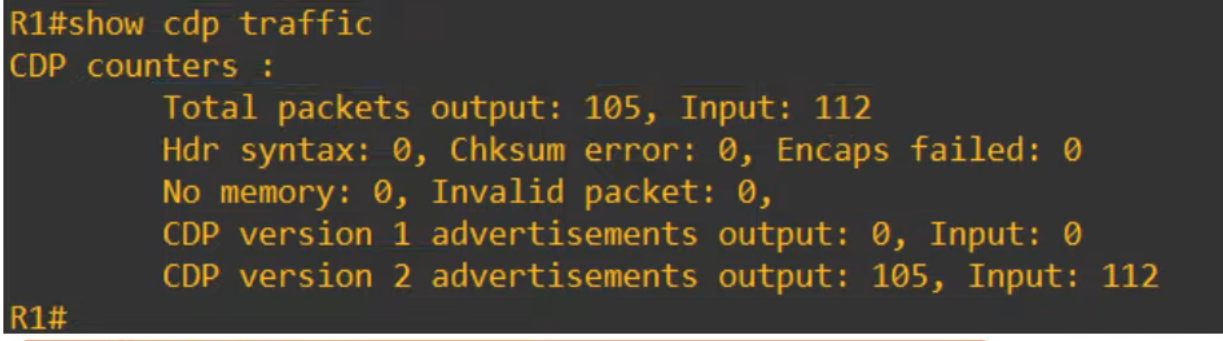 R1#show cdp traffic
CDP counters :
Total packets output: 105, Input: 112
Hdr syntax: 0, Chksum error: 0, Encaps failed: 0
No memory: 0, Invalid packet: 0,
CDP version 1 advertisements output: 0, Input: 0
CDP version 2 advertisements output: 105, Input: 112
R1#